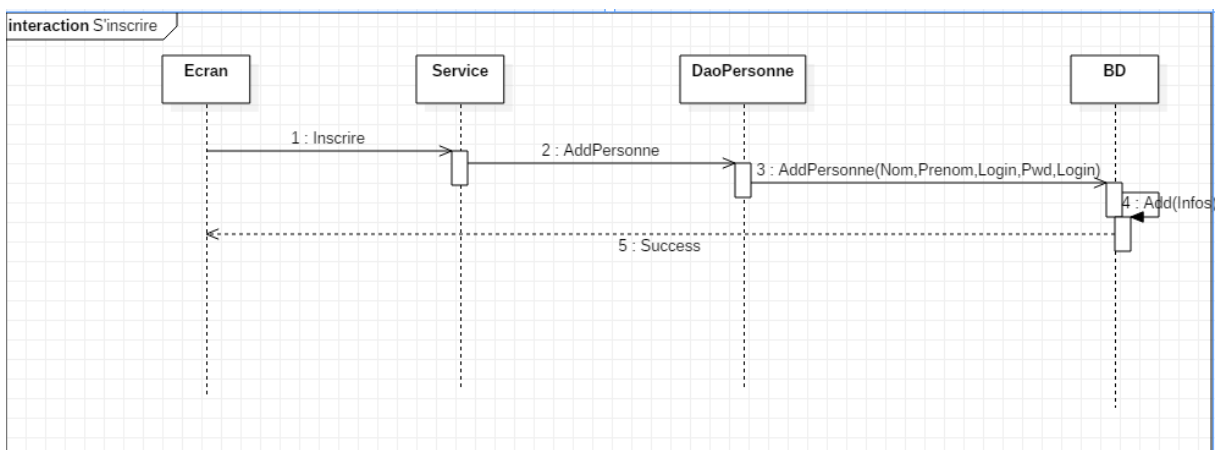 interaction S'inscrire
Ecran
Service
DaoPersonne
BD
1 : Inscrire
2 : AddPersonne
3 : AddPersonne(Nom,Prenom,Login,Pwd,Login)
4 : Add(Infos)
5 : Success